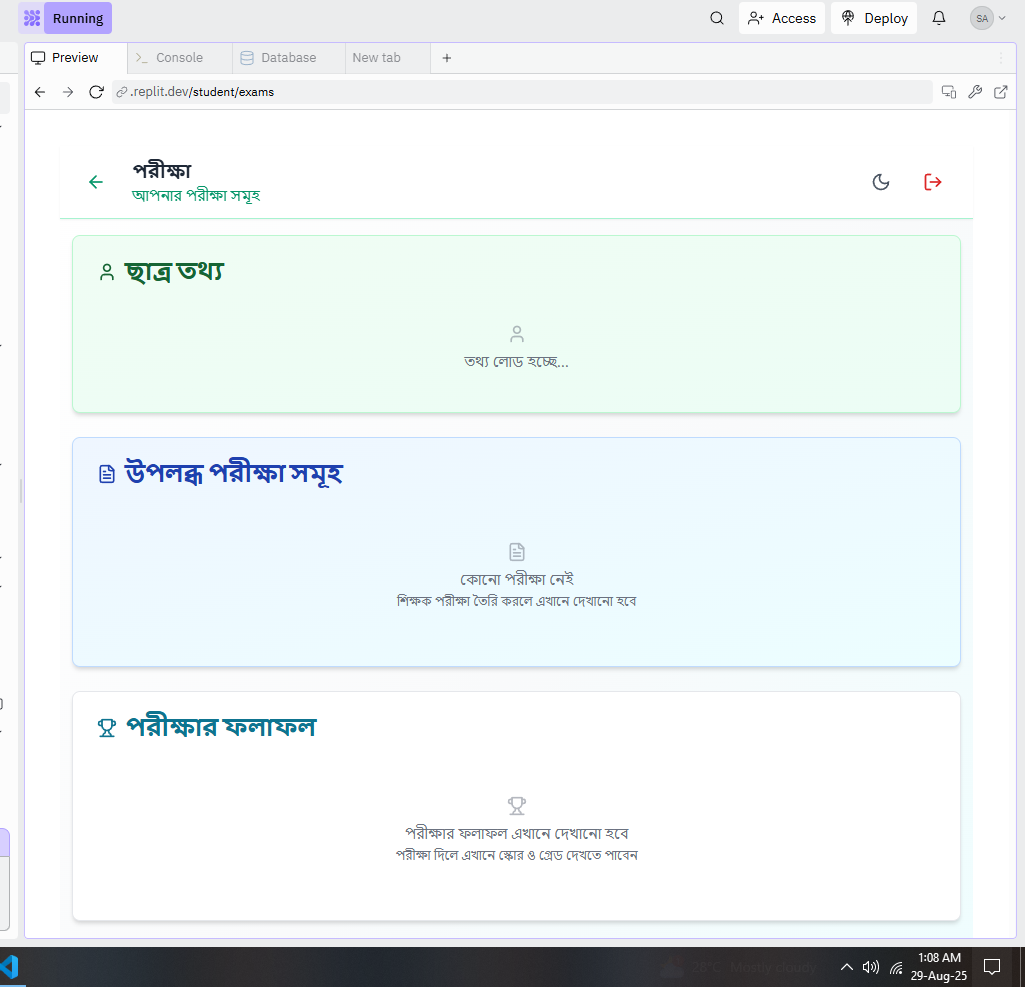 Running
Access
Deploy
SA
Preview
Console
Database
New tab
.replit.dev/student/exams
পরীক্ষা
আপনার পরীক্ষা সমূহ
ছাত্র তথ্য
তথ্য লোড হচ্ছে...
উপলব্ধ পরীক্ষা সমূহ
কোনো পরীক্ষা নেই
শিক্ষক পরীক্ষা তৈরি করলে এখানে দেখানো হবে
পরীক্ষার ফলাফল
পরীক্ষার ফলাফল এখানে দেখানো হবে
পরীক্ষা দিলে এখানে স্কোর ও গ্রেড দেখতে পাবেন
28°C Mostly cloudy
1:08 AM
29-Aug-25